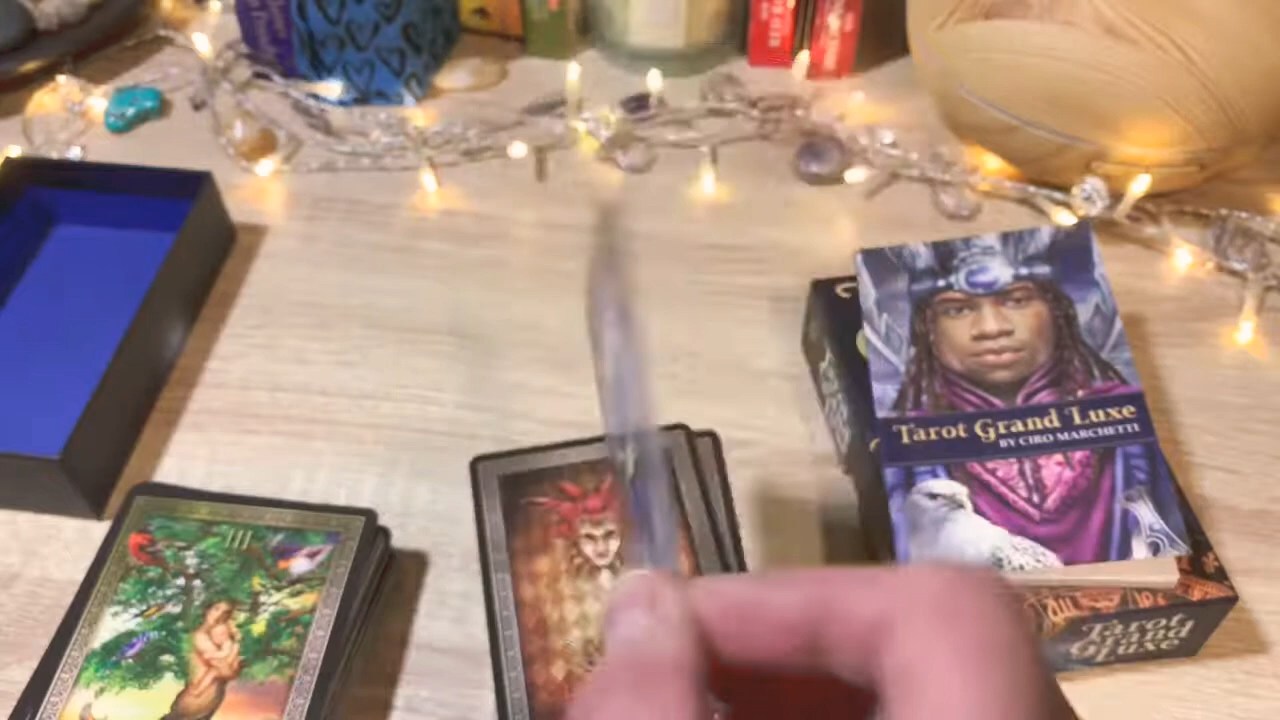 III
Tarot Grand Luxe
BY CIRO MARCHETTI
Tarot
Grand
Luxe